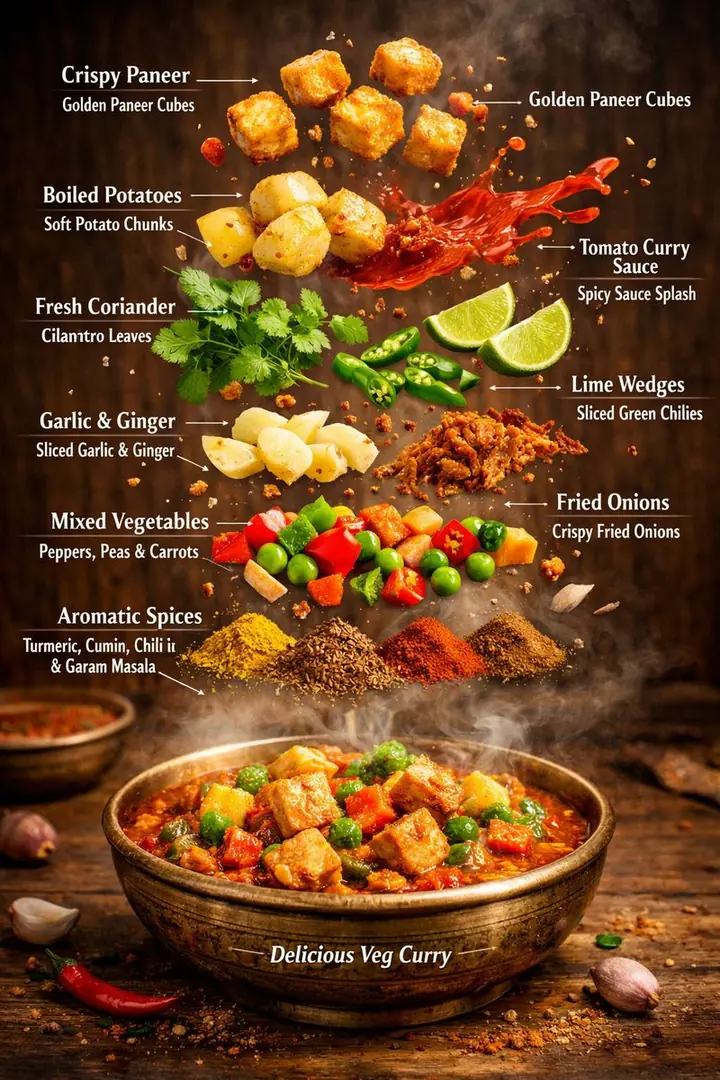 Crispy Paneer
Golden Paneer Cubes
Golden Paneer Cubes
Boiled Potatoes
Soft Potato Chunks
Tomato Curry
Sauce
Spicy Sauce Splash
Fresh Coriander
Cilantro Leaves
Lime Wedges
Sliced Green Chilies
Garlic & Ginger
Sliced Garlic & Ginger
Fried Onions
Crispy Fried Onions
Mixed Vegetables
Peppers, Peas & Carrots
Aromatic Spices
Turmeric, Cumin, Chili
& Garam Masala
Delicious Veg Curry